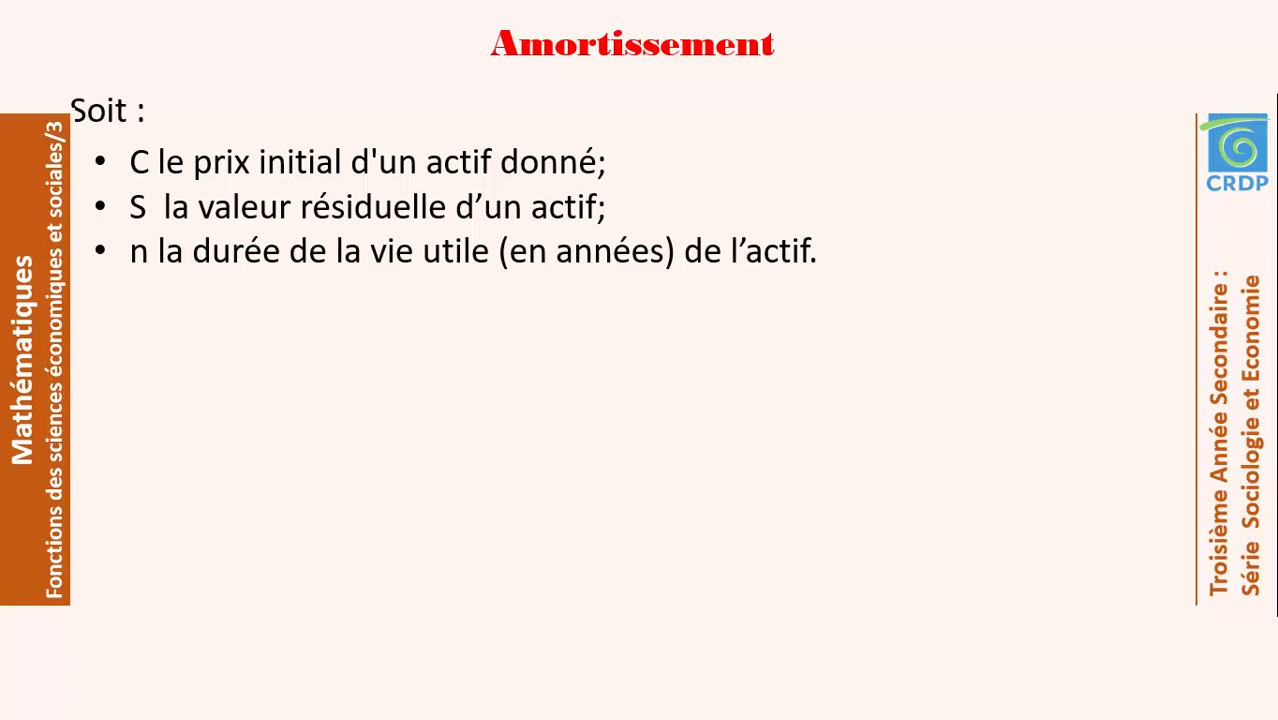 Amortissement
Soit :
• C le prix initial d'un actif donné;
• S la valeur résiduelle d’un actif;
• n la durée de la vie utile (en années) de l’actif.
Mathématiques
Fonctions des sciences économiques et sociales/3
CRDP
Troisième Année Secondaire :
Série Sociologie et Economie